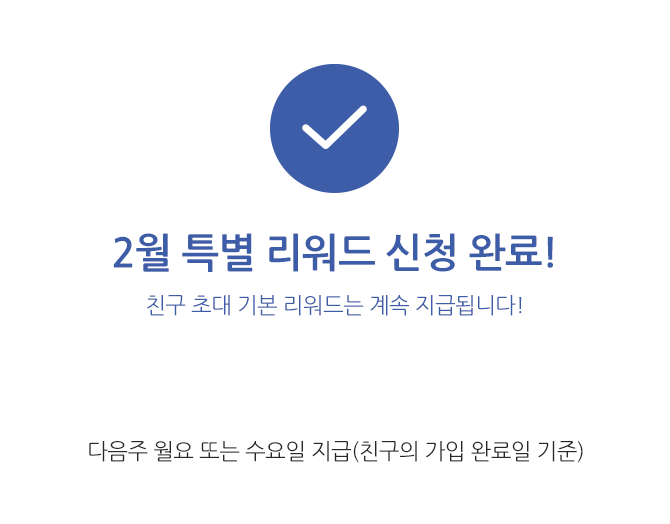 2월 특별 리워드 신청 완료!
친구 초대 기본 리워드는 계속 지급됩니다!
다음주 월요 또는 수요일 지급(친구의 가입 완료일 기준)